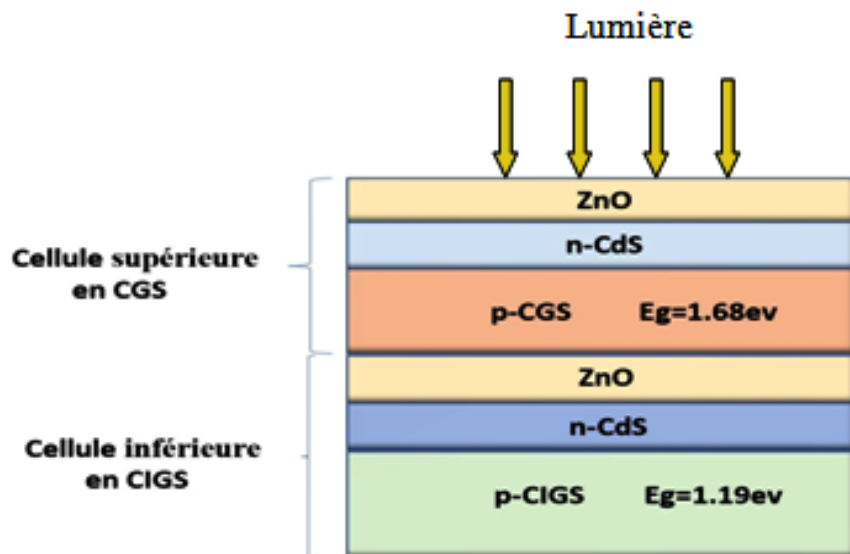 Lumière
ZnO
n-CdS
Cellule supérieure
en CGS
p-CGS Eg=1.68ev
ZnO
n-CdS
Cellule inférieure
en CIGS
p-CIGS Eg=1.19ev